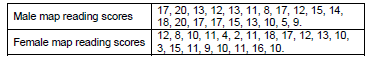 Male map reading scores 17, 20, 13, 12, 13, 11, 8, 17, 12, 15, 14,
18, 20, 17, 17, 15, 13, 10, 5, 9.
Female map reading scores 12, 8, 10, 11, 4, 2, 11, 18, 17, 12, 13, 10,
3, 15, 11, 9, 10, 11, 16, 10.